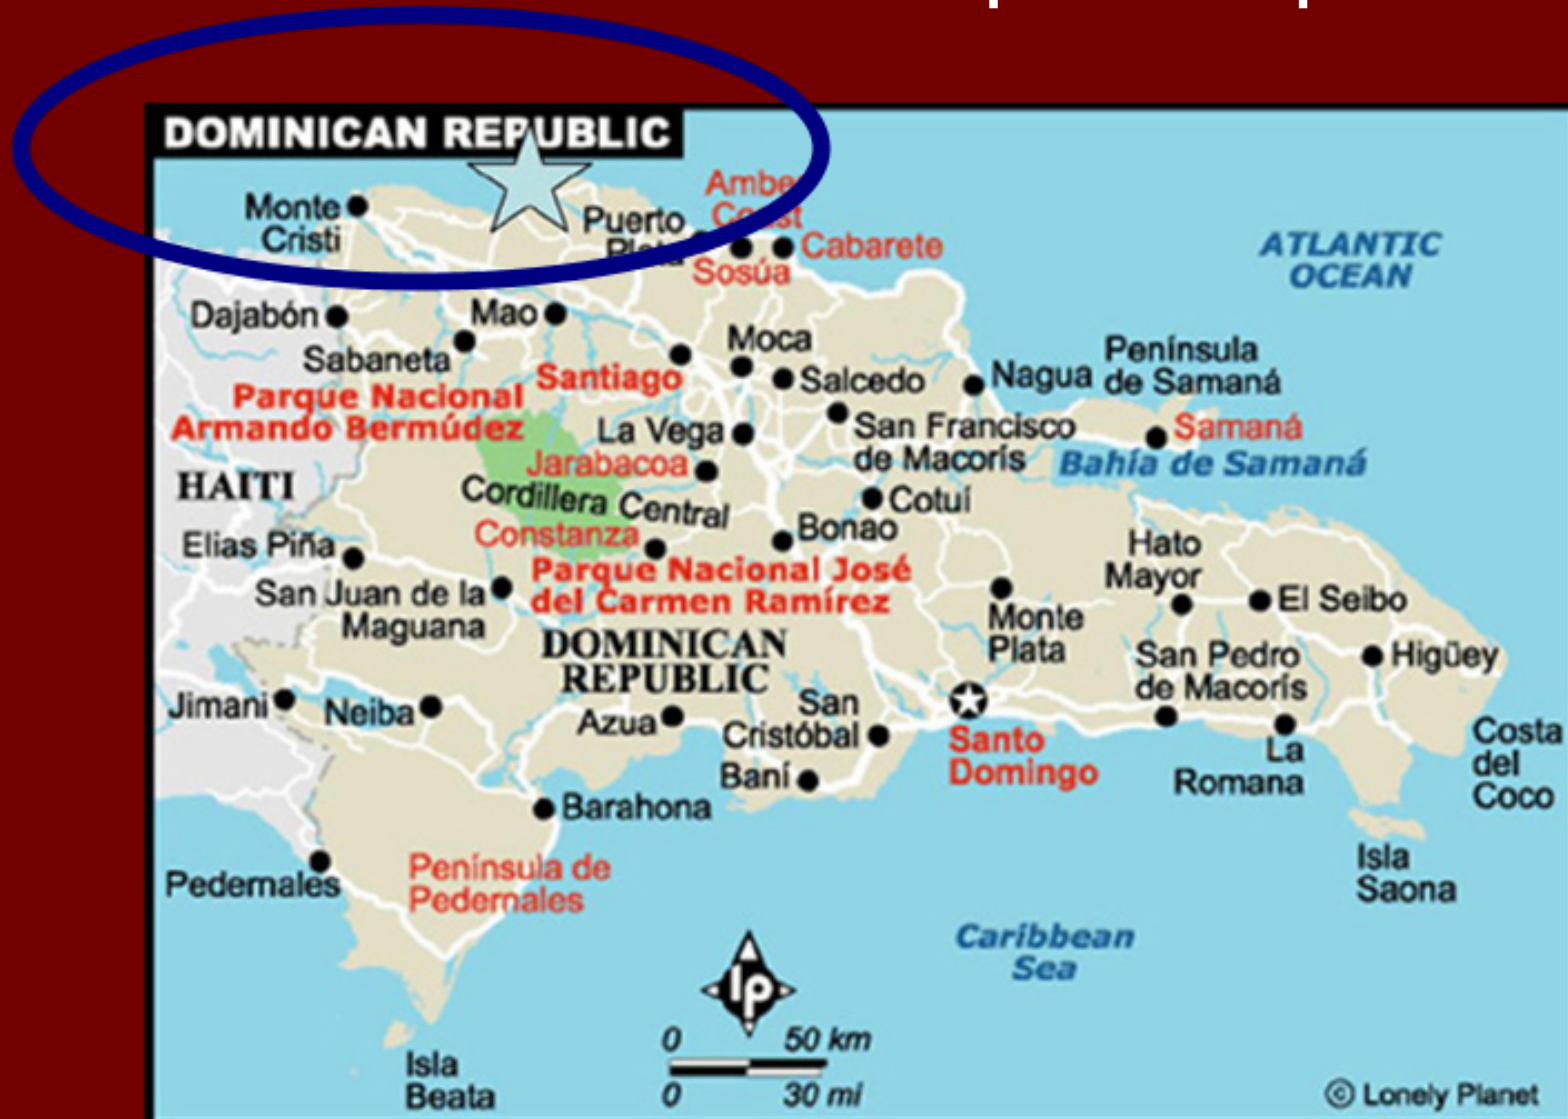 DOMINICAN REPUBLIC
Monte
Cristi
Puerto
Plata
Amber
Coast
Sosúa
Cabarete
ATLANTIC
OCEAN
Dajabón
Mao
Sabaneta
Santiago
Moca
Salcedo
Nagua
Península
de Samaná
Parque Nacional
Armando Bermúdez
La Vega
San Francisco
de Macorís
Samaná
Bahía de Samaná
Jarabacoa
HAITI
Cordillera Central
Cotuí
Constanza
Bonao
Elias Piña
Parque Nacional José
del Carmen Ramírez
San Juan de la
Maguana
Hato
Mayor
El Seibo
Monte
Plata
DOMINICAN
REPUBLIC
San Pedro
de Macorís
Higüey
Jimani
Neiba
Azua
San
Cristóbal
Santo
Domingo
La
Romana
Costa
del
Coco
Baní
Barahona
Isla
Saona
Pedernales
Península de
Pedernales
Caribbean
Sea
lp
0 50 km
0 30 mi
Isla
Beata
© Lonely Planet